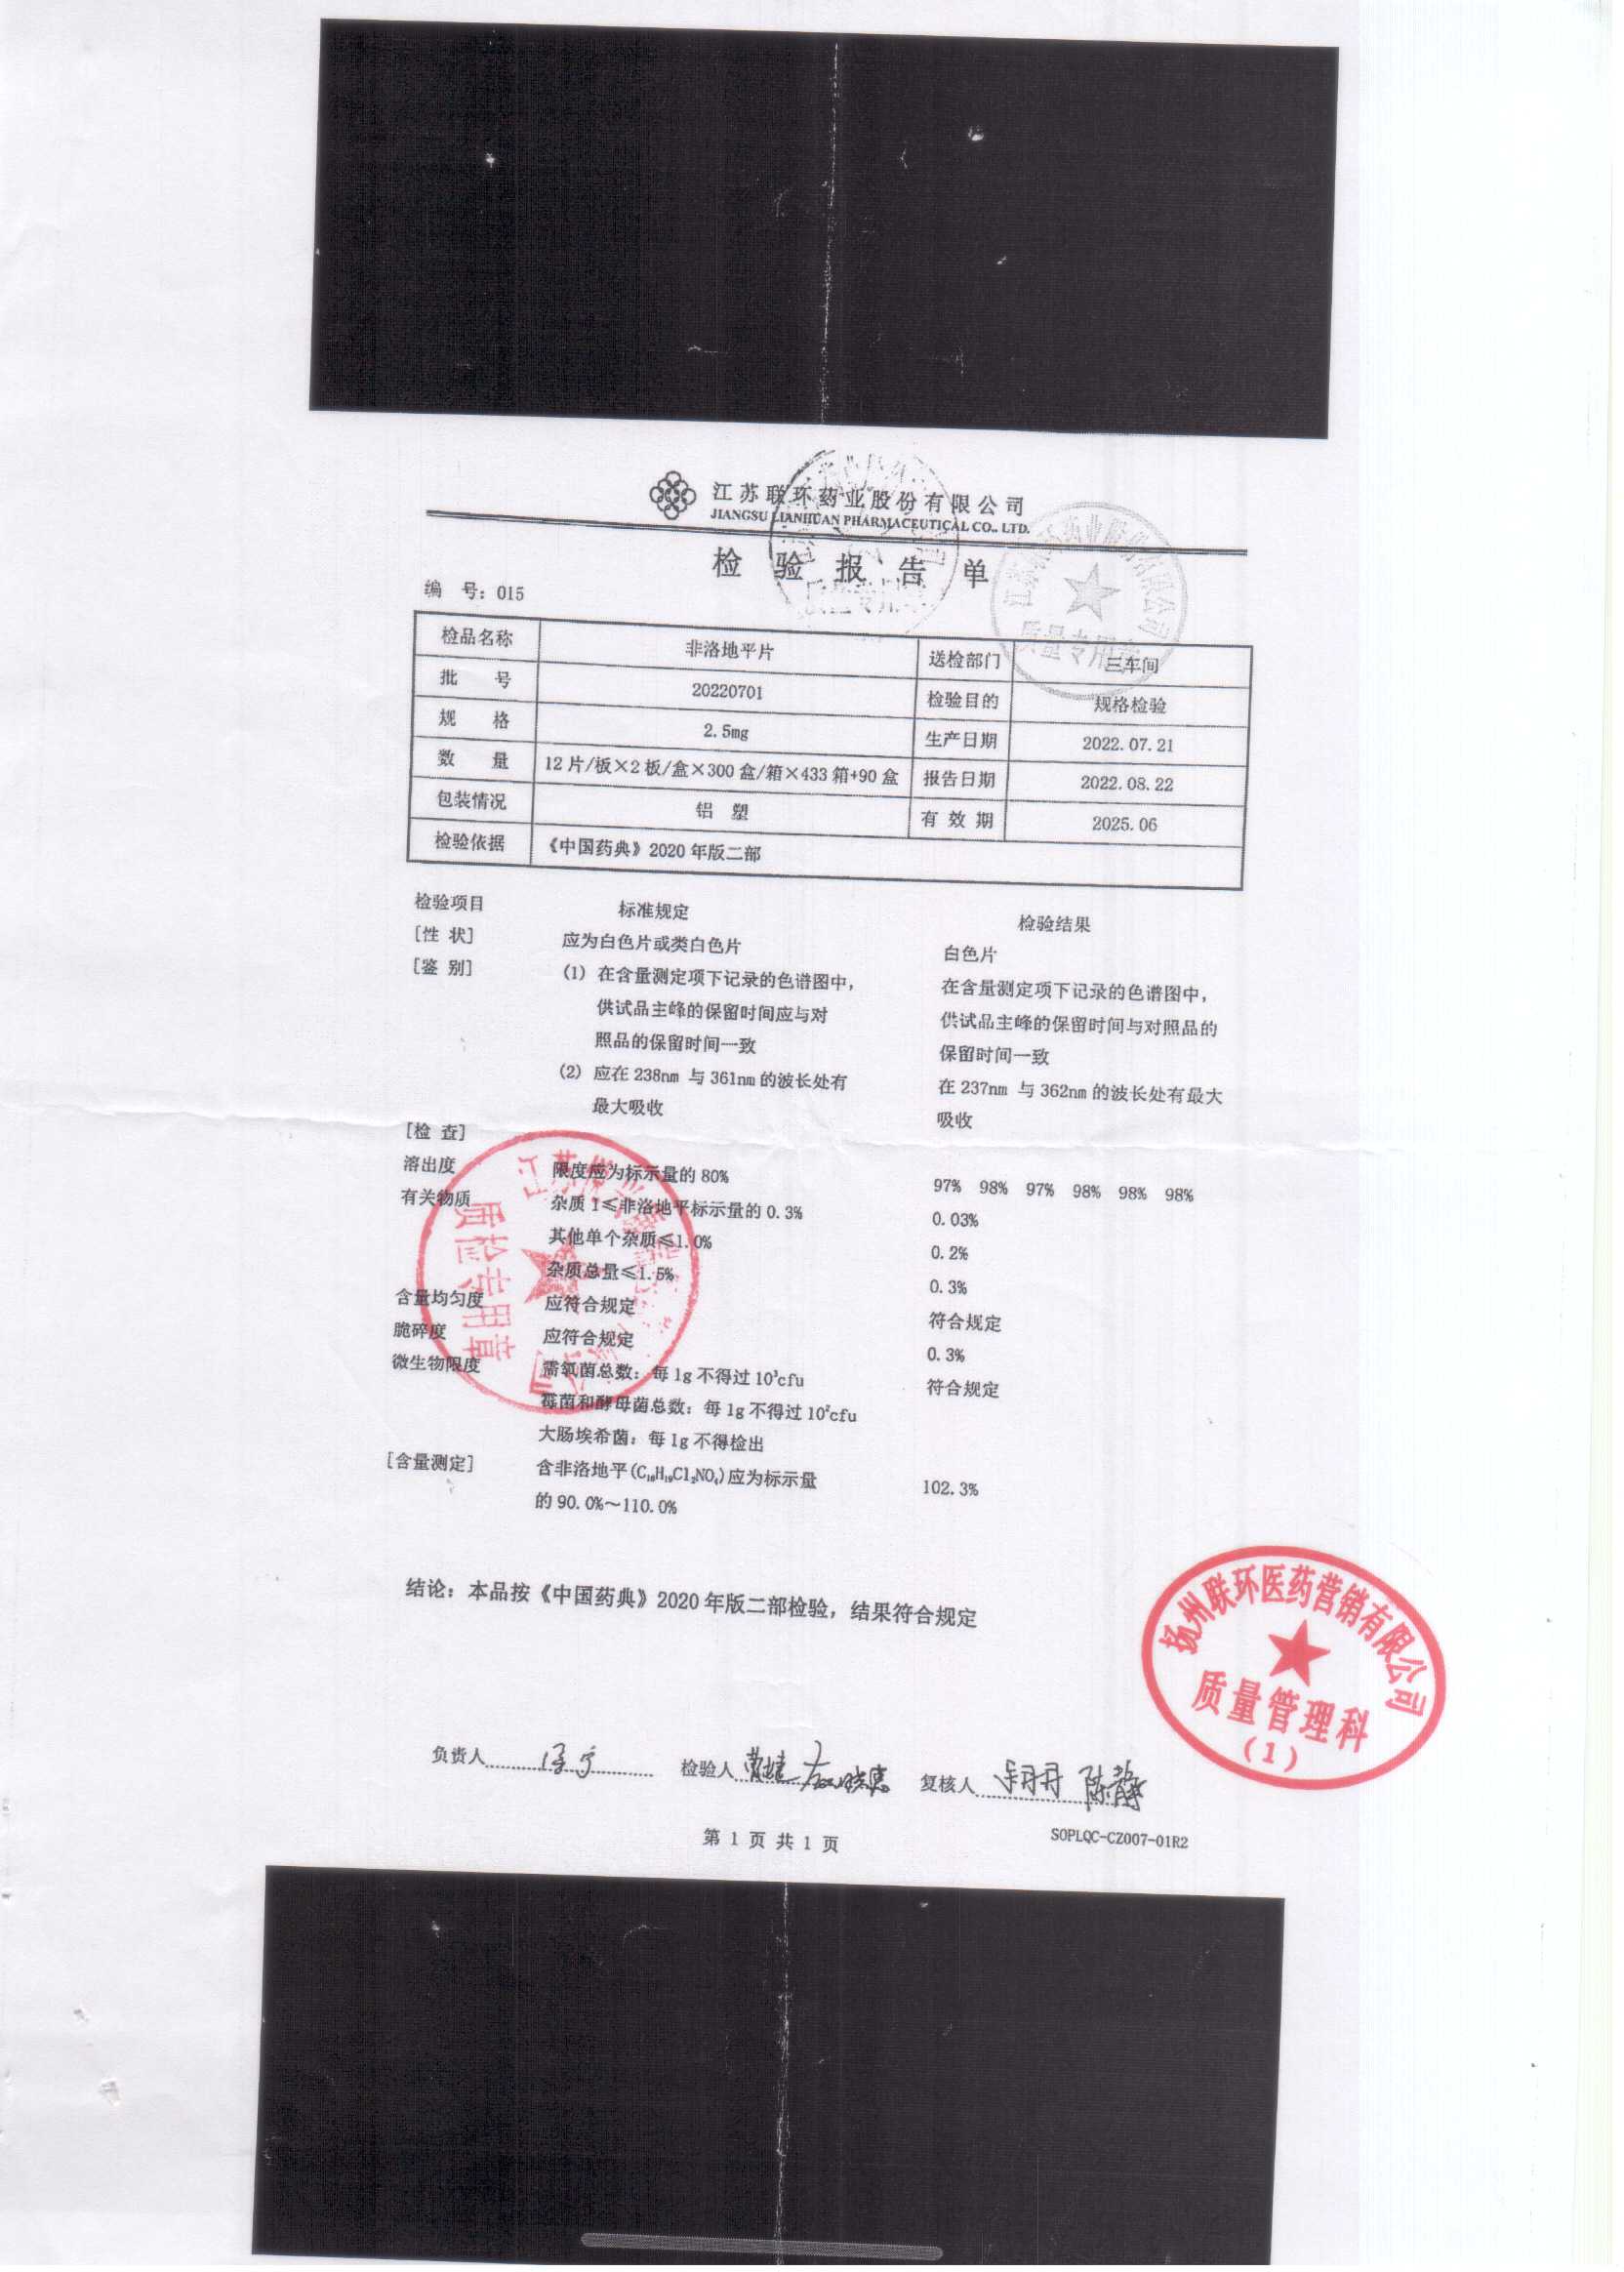 江苏联环药业股份有限公司
JIANGSU LIANHUAN PHARMACEUTICAL CO., LTD.
检 验 报 告 单
编 号：015
检品名称 非洛地平片 送检部门 三车间
批 号 20220701 检验目的 规格检验
规 格 2.5mg 生产日期 2022.07.21
数 量 12片/板×2板/盒×300盒/箱×433箱+90盒 报告日期 2022.08.22
包装情况 铝 塑 有 效 期 2025.06
检验依据 《中国药典》2020年版二部
检验项目 标准规定 检验结果
[性 状] 应为白色片或类白色片 白色片
[鉴 别] (1) 在含量测定项下记录的色谱图中， 在含量测定项下记录的色谱图中，
供试品主峰的保留时间应与对 供试品主峰的保留时间与对照品的
照品的保留时间一致 保留时间一致
(2) 应在238nm 与361nm的波长处有 在237nm 与362nm的波长处有最大
最大吸收 吸收
[检 查]
溶出度 限度应为标示量的80% 97% 98% 97% 98% 98% 98%
有关物质 杂质 I≤非洛地平标示量的0.3% 0.03%
其他单个杂质≤1.0% 0.2%
杂质总量≤1.5% 0.3%
含量均匀度 应符合规定 符合规定
脆碎度 应符合规定 0.3%
微生物限度 需氧菌总数：每1g不得过10³cfu 符合规定
霉菌和酵母菌总数：每1g不得过10²cfu
大肠埃希菌：每1g不得检出
[含量测定] 含非洛地平(C₁₈H₁₉Cl₂NO₄)应为标示量 102.3%
的90.0%～110.0%
结论：本品按《中国药典》2020年版二部检验，结果符合规定
扬州联环医药营销有限公司
质量管理科
(1)
质检专用章
负责人 检验人 复核人 陈静
第 1 页 共 1 页
SOPLQC-CZ007-01R2